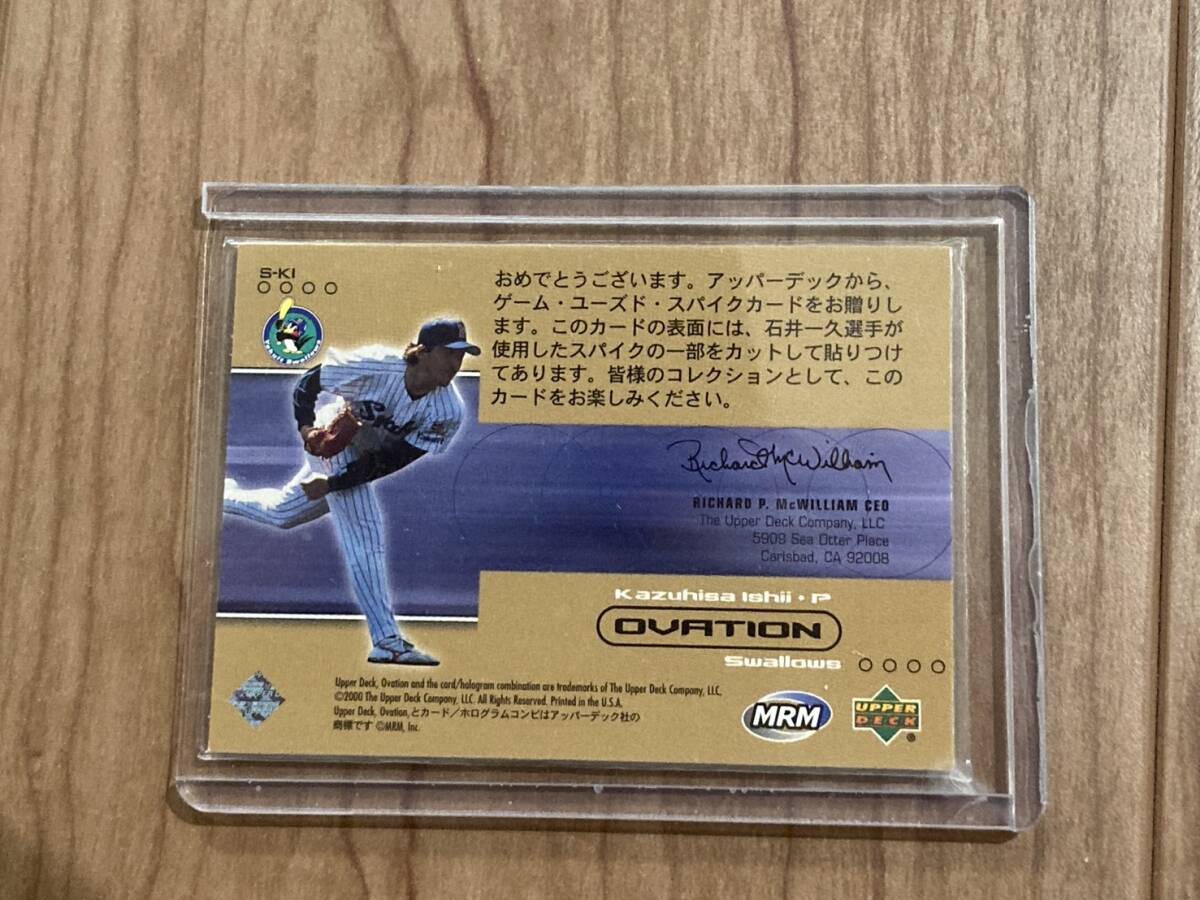 S-KI
Yakult Swallows
おめでとうございます。アッパーデックから、
ゲーム・ユーズド・スパイクカードをお贈りし
ます。このカードの表面には、石井一久選手が
使用したスパイクの一部をカットして貼りつけ
てあります。皆様のコレクションとして、この
カードをお楽しみください。
Richard McWilliam
RICHARD P. McWILLIAM CEO
The Upper Deck Company, LLC
5909 Sea Otter Place
Carlsbad, CA 92008
Kazuhisa Ishii • P
OVATION
Swallows
Upper Deck, Ovation and the card/hologram combination are trademarks of The Upper Deck Company, LLC.
©2000 The Upper Deck Company, LLC. All Rights Reserved. Printed in the U.S.A.
Upper Deck, Ovation, とカード／ホログラムコンビはアッパーデック社の
商標です ©MRM, Inc.
MRM
UPPER
DECK
®